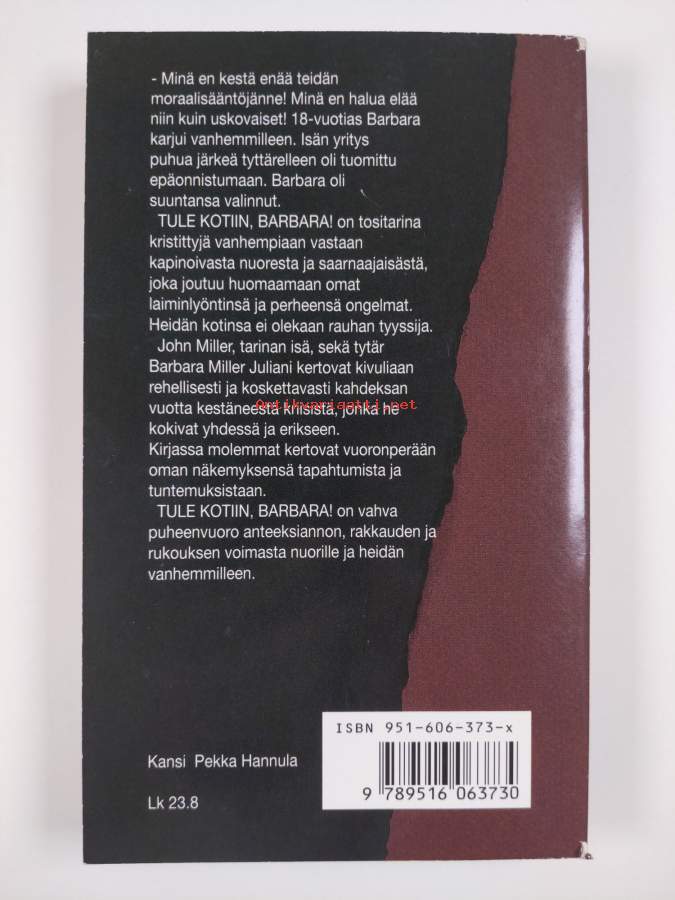 - Minä en kestä enää teidän
moraalisääntöjänne! Minä en halua elää
niin kuin uskovaiset! 18-vuotias Barbara
karjui vanhemmilleen. Isän yritys
puhua järkeä tyttärelleen oli tuomittu
epäonnistumaan. Barbara oli
suuntansa valinnut.
TULE KOTIIN, BARBARA! on tositarina
kristittyjä vanhempiaan vastaan
kapinoivasta nuoresta ja saarnaajaisästä,
joka joutuu huomaamaan omat
laiminlyöntinsä ja perheensä ongelmat.
Heidän kotinsa ei olekaan rauhan tyyssija.
John Miller, tarinan isä, sekä tytär
Barbara Miller Juliani kertovat kivuliaan
rehellisesti ja koskettavasti kahdeksan
vuotta kestäneestä kriisistä, jonka he
Antikvariaatti.net
kokivat yhdessä ja erikseen.
Kirjassa molemmat kertovat vuoronperään
oman näkemyksensä tapahtumista ja
tuntemuksistaan.
TULE KOTIIN, BARBARA! on vahva
puheenvuoro anteeksiannon, rakkauden ja
rukouksen voimasta nuorille ja heidän
vanhemmilleen.
ISBN 951-606-373-x
9 789516 063730
Kansi Pekka Hannula
Lk 23.8